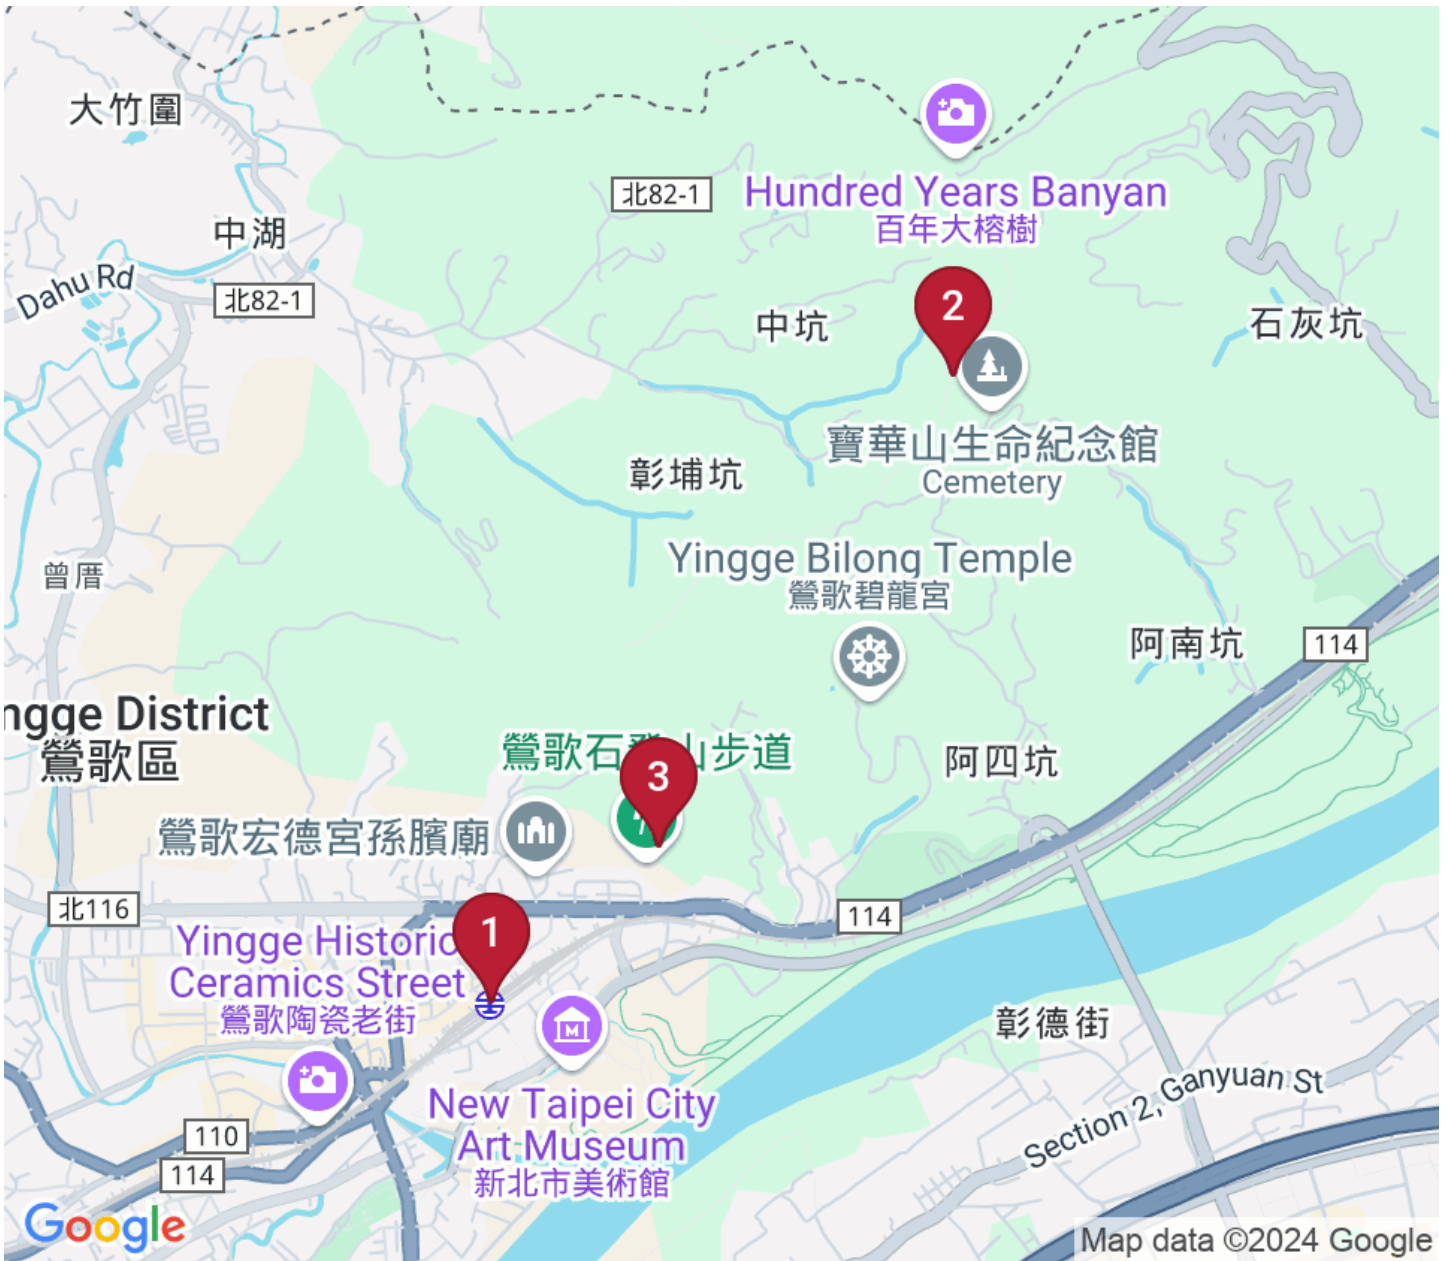 大竹圍
北82-1
Hundred Years Banyan
百年大榕樹
中湖
Dahu Rd
北82-1
2
中坑
石灰坑
寶華山生命紀念館
Cemetery
彰埔坑
Yingge Bilong Temple
鶯歌碧龍宮
曾厝
阿南坑
114
ngge District
鶯歌區
鶯歌石登山步道
3
阿四坑
鶯歌宏德宮孫臏廟
北116
114
1
Yingge Historic
Ceramics Street
鶯歌陶瓷老街
M
彰德街
New Taipei City
Art Museum
新北市美術館
Section 2, Ganyuan St
110
114
Google
Map data ©2024 Google